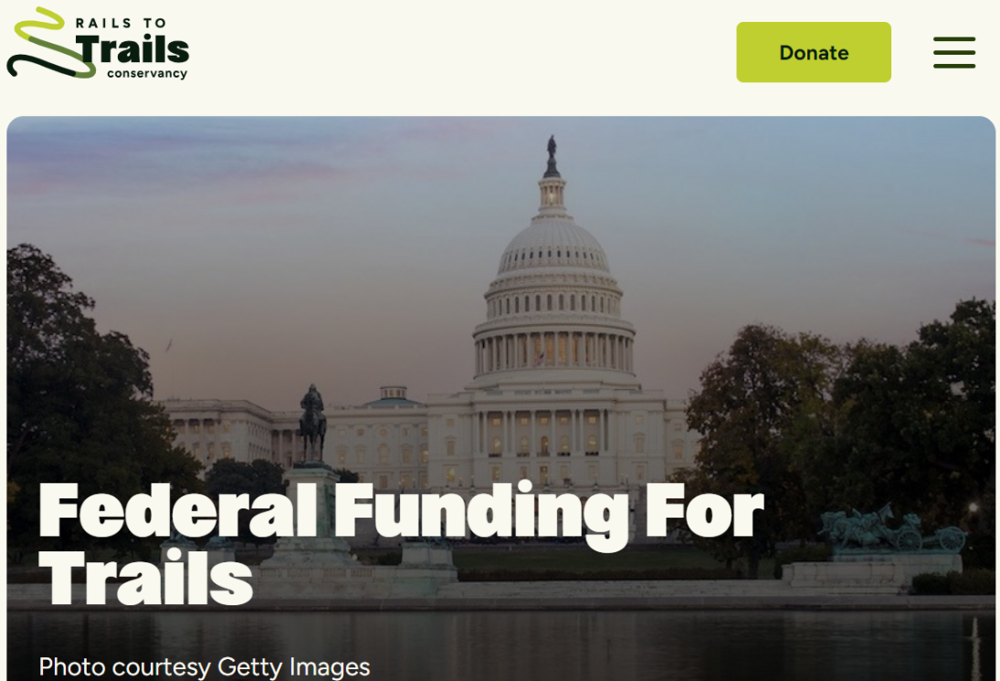 RAILS TO
Trails
conservancy
Donate
Federal Funding For
Trails
Photo courtesy Getty Images